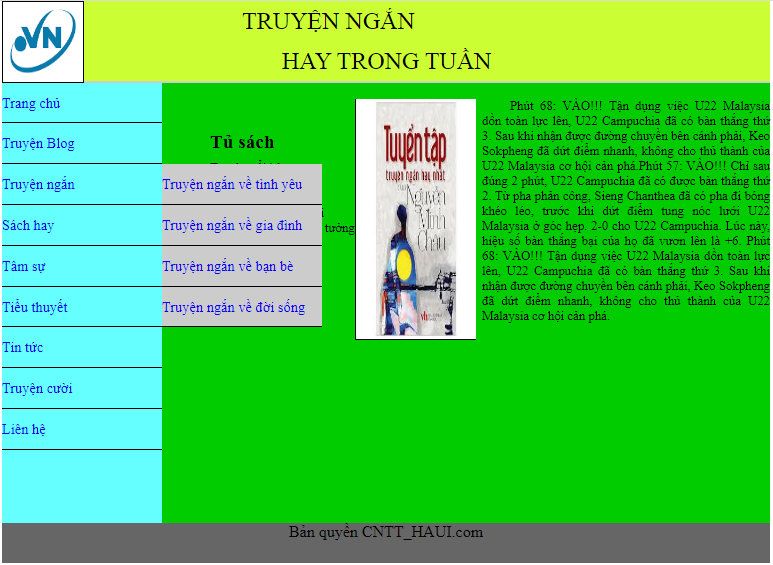 VN
TRUYỆN NGẮN
HAY TRONG TUẦN
Trang chủ
Truyện Blog
Truyện ngắn
Sách hay
Tâm sự
Tiểu thuyết
Tin tức
Truyện cười
Liên hệ
Tủ sách
Truyện ngắn về tình yêu
Truyện ngắn về gia đình
Truyện ngắn về bạn bè
Truyện ngắn về đời sống
tưởng
Tuyển tập
truyện ngắn hay nhất
Nguyễn
Minh
Châu
Phút 68: VÀO!!! Tận dụng việc U22 Malaysia
dồn toàn lực lên, U22 Campuchia đã có bàn thắng thứ
3. Sau khi nhận được đường chuyền bên cánh phải, Keo
Sokpheng đã dứt điểm nhanh, không cho thủ thành của
U22 Malaysia cơ hội cản phá.Phút 57: VÀO!!! Chỉ sau
đúng 2 phút, U22 Campuchia đã có được bàn thắng thứ
2. Từ pha phản công, Sieng Chanthea đã có pha đi bóng
khéo léo, trước khi dứt điểm tung nóc lưới U22
Malaysia ở góc hẹp. 2-0 cho U22 Campuchia. Lúc này,
hiệu số bàn thắng bại của họ đã vươn lên là +6. Phút
68: VÀO!!! Tận dụng việc U22 Malaysia dồn toàn lực
lên, U22 Campuchia đã có bàn thắng thứ 3. Sau khi
nhận được đường chuyền bên cánh phải, Keo Sokpheng
đã dứt điểm nhanh, không cho thủ thành của U22
Malaysia cơ hội cản phá.
Bản quyền CNTT_HAUI.com